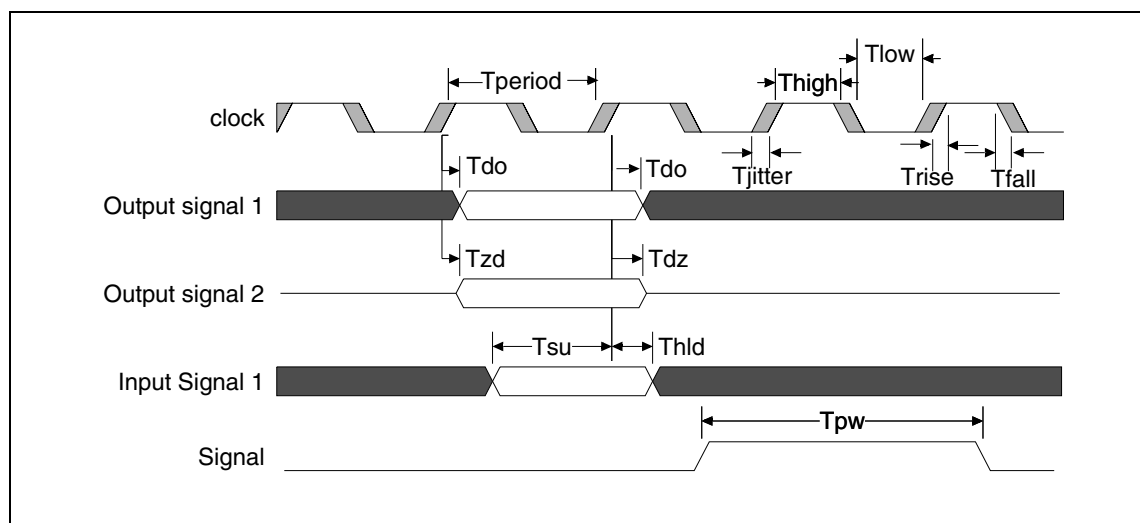 Tlow
Tperiod
Thigh
clock
Tdo
Tdo
Tjitter
Trise
Tfall
Output signal 1
Tzd
Tdz
Output signal 2
Tsu
Thld
Input Signal 1
Tpw
Signal